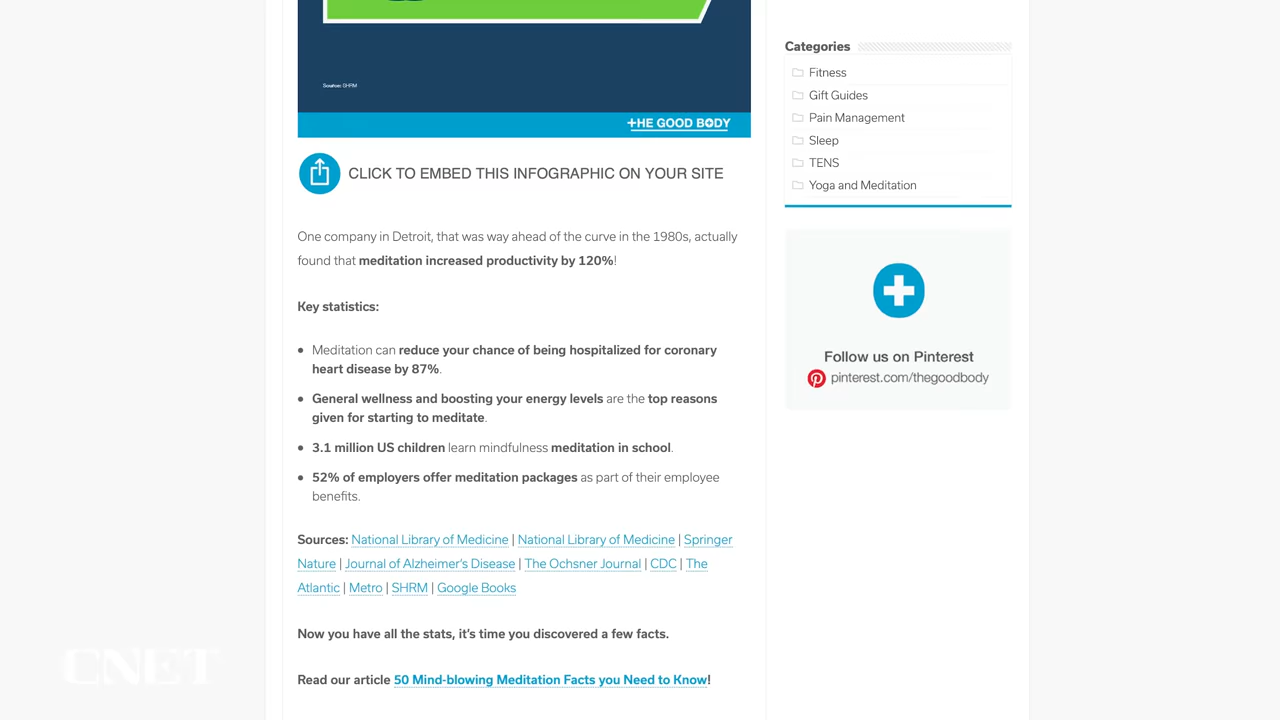 Sources: SHRM
THE GOOD BODY
CLICK TO EMBED THIS INFOGRAPHIC ON YOUR SITE
One company in Detroit, that was way ahead of the curve in the 1980s, actually
found that meditation increased productivity by 120%!
Key statistics:
• Meditation can reduce your chance of being hospitalized for coronary
heart disease by 87%.
• General wellness and boosting your energy levels are the top reasons
given for starting to meditate.
• 3.1 million US children learn mindfulness meditation in school.
• 52% of employers offer meditation packages as part of their employee
benefits.
Sources: National Library of Medicine | National Library of Medicine | Springer
Nature | Journal of Alzheimer's Disease | The Ochsner Journal | CDC | The
Atlantic | Metro | SHRM | Google Books
Now you have all the stats, it's time you discovered a few facts.
Read our article 50 Mind-blowing Meditation Facts you Need to Know!
Categories
Fitness
Gift Guides
Pain Management
Sleep
TENS
Yoga and Meditation
Follow us on Pinterest
pinterest.com/thegoodbody
CNET